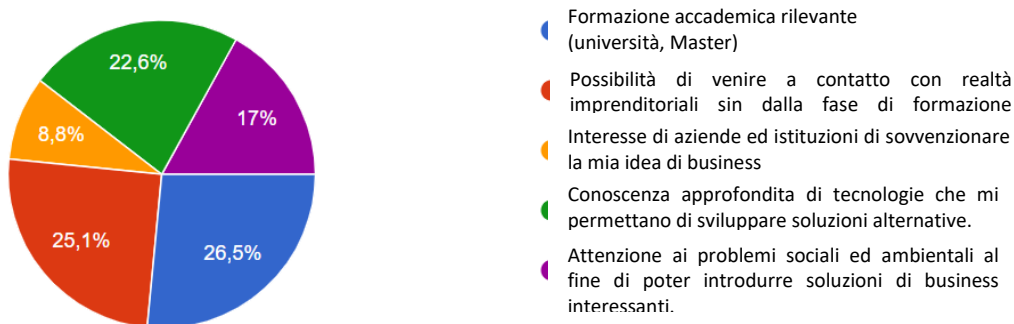 22,6%
17%
8,8%
25,1%
26,5%
Formazione accademica rilevante
(università, Master)
Possibilità di venire a contatto con realtà
imprenditoriali sin dalla fase di formazione
Interesse di aziende ed istituzioni di sovvenzionare
la mia idea di business
Conoscenza approfondita di tecnologie che mi
permettano di sviluppare soluzioni alternative.
Attenzione ai problemi sociali ed ambientali al
fine di poter introdurre soluzioni di business
interessanti.